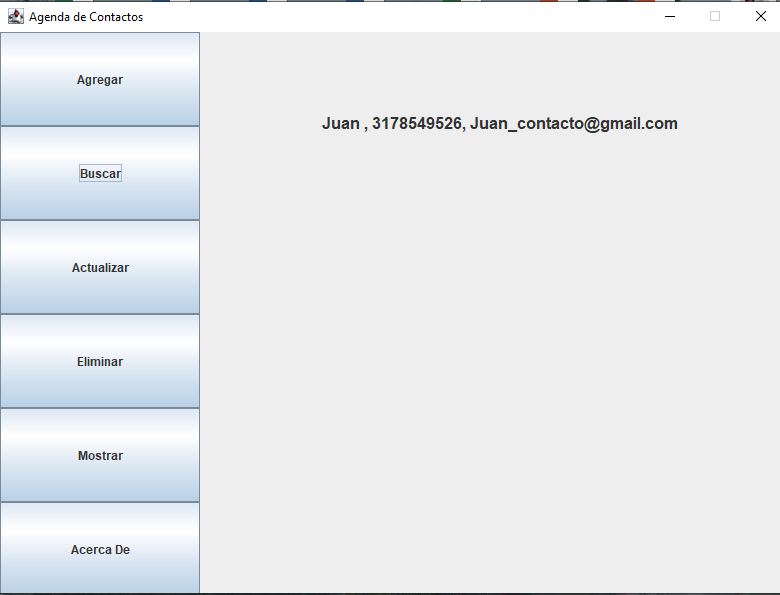 Agenda de Contactos
Agregar
Juan , 3178549526, Juan_contacto@gmail.com
Buscar
Actualizar
Eliminar
Mostrar
Acerca De